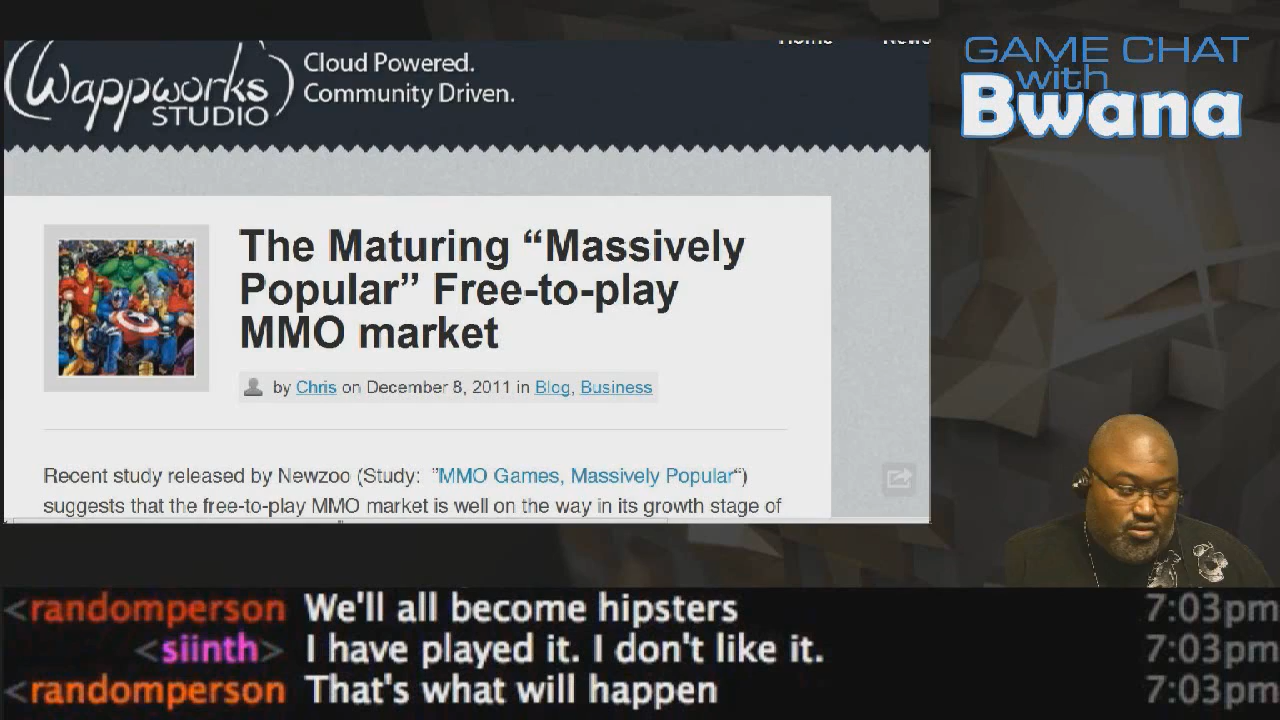 Home News
Wappworks
STUDIO
Cloud Powered.
Community Driven.
GAME CHAT
with
Bwana
The Maturing “Massively
Popular” Free-to-play
MMO market
by Chris on December 8, 2011 in Blog, Business
Recent study released by Newzoo (Study: ”MMO Games, Massively Popular“)
suggests that the free-to-play MMO market is well on the way in its growth stage of
<randomperson We'll all become hipsters 7:03pm
<siinth> I have played it. I don't like it. 7:03pm
<randomperson That's what will happen 7:03pm